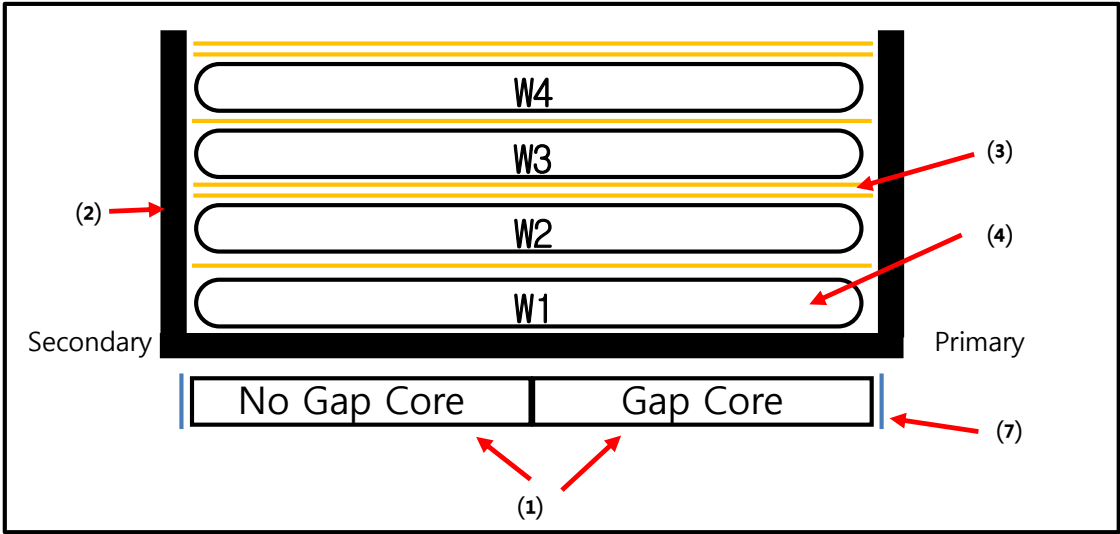 W4
W3
(3)
(2)
W2
(4)
W1
Secondary
Primary
No Gap Core
Gap Core
(7)
(1)